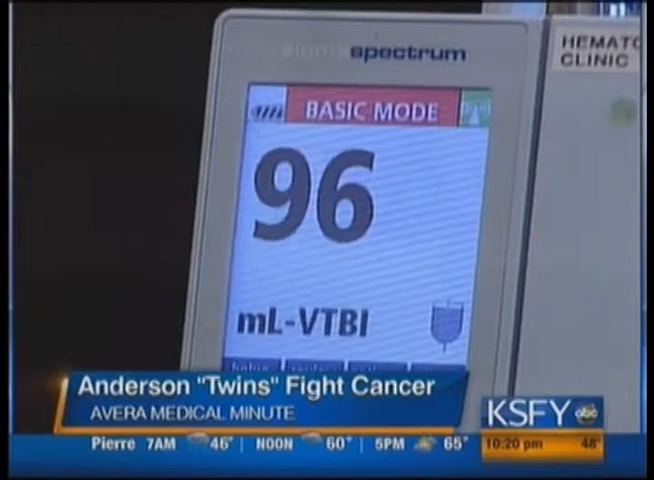 sigmaspectrum
HEMATO
CLINIC
BASIC MODE
96
mL-VTBI
Anderson "Twins" Fight Cancer
AVERA MEDICAL MINUTE
KSFY abc
Pierre 7AM 46° NOON 60° 5PM 65°
10:20 pm 48°